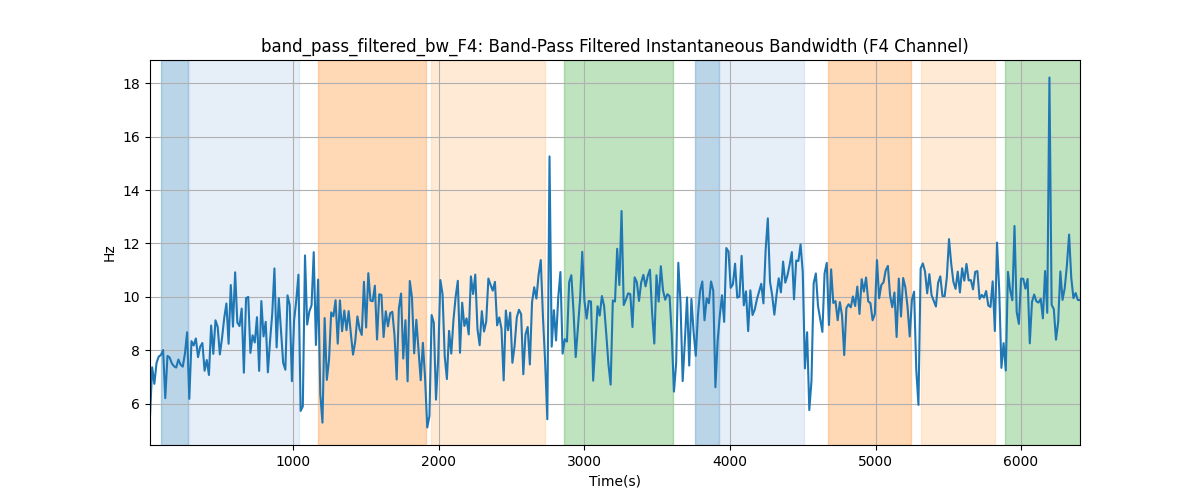 band_pass_filtered_bw_F4: Band-Pass Filtered Instantaneous Bandwidth (F4 Channel)
18
16
14
12
10
8
6
Hz
1000 2000 3000 4000 5000 6000
Time(s)